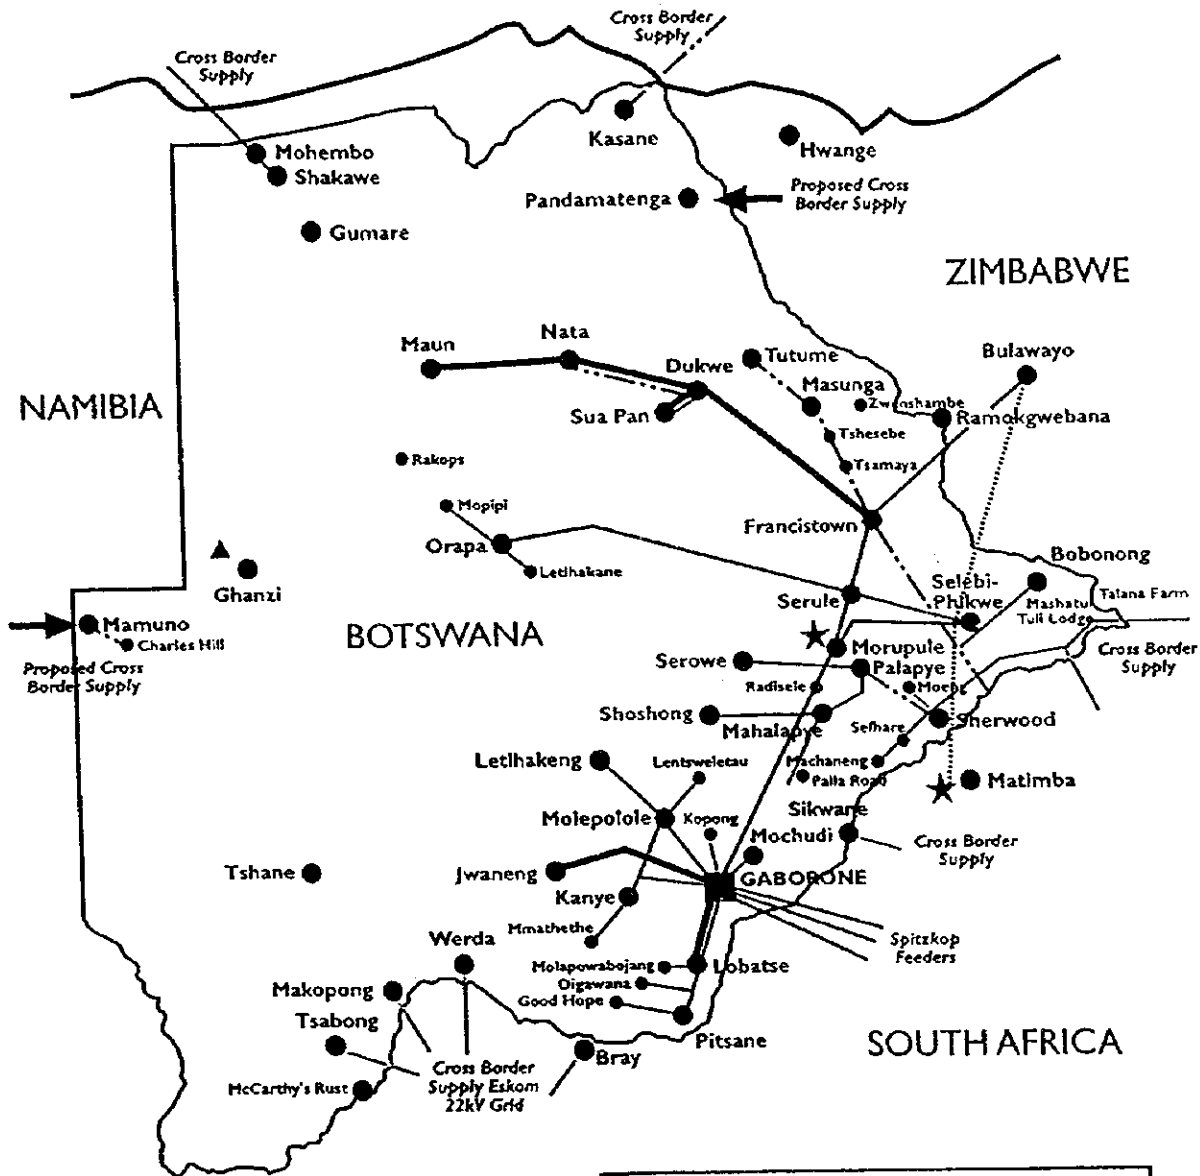 Cross Border
Supply
Cross Border
Supply
Kasane
Hwange
Mohembo
Shakawe
Pandamatenga
Proposed Cross
Border Supply
Gumare
ZIMBABWE
Nata
Maun
Dukwe
Tutume
Bulawayo
Masunga
Zwenshambe
NAMIBIA
Sua Pan
Ramokgwebana
Tshesebe
Rakops
Tsamaya
Mopipi
Francistown
Orapa
Bobonong
Letlhakane
Selebi-
Phikwe
Ghanzi
Serule
Mashatu
Talana Farm
Tuli Lodge
Mamuno
BOTSWANA
Charles Hill
Morupule
Cross Border
Supply
Proposed Cross
Border Supply
Serowe
Palapye
Radisele
Moeng
Shoshong
Mahalapye
Sherwood
Sefhare
Letlhakeng
Lentsweletau
Machaneng
Palla Road
Matimba
Molepolole
Kopong
Sikwane
Mochudi
Cross Border
Supply
Tshane
Jwaneng
GABORONE
Kanye
Mmathethe
Spitzkop
Feeders
Werda
Molapowabojang
Lobatse
Digawana
Makopong
Good Hope
Tsabong
Pitsane
SOUTH AFRICA
Bray
Cross Border
Supply Eskom
22kV Grid
McCarthy's Rust